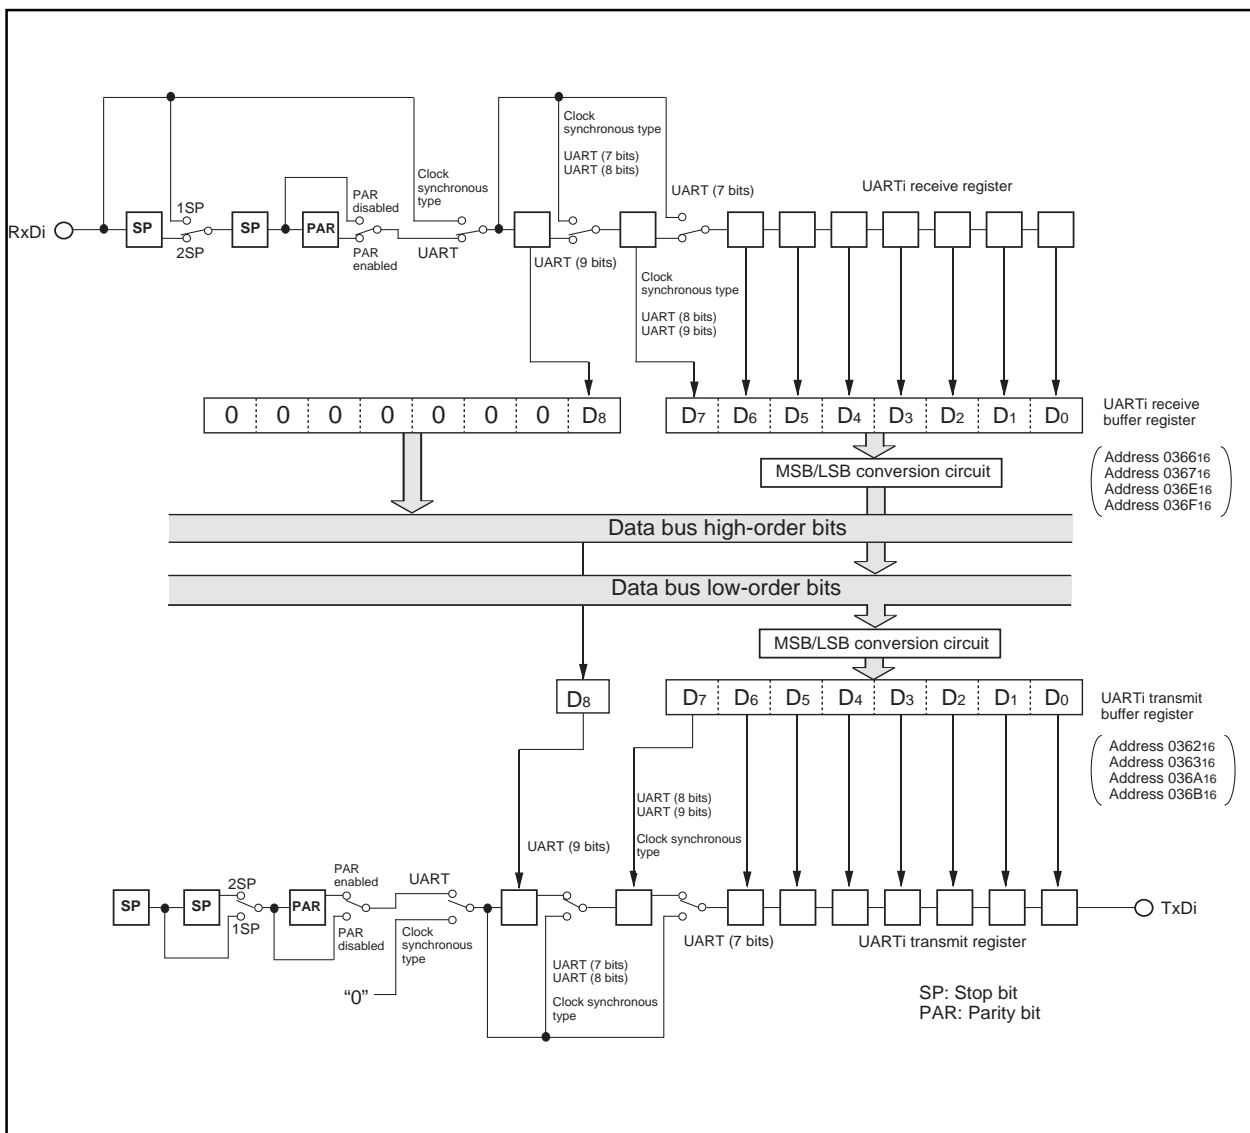 Clock
synchronous type
UART (7 bits)
UART (8 bits)
Clock
synchronous
type
UART (7 bits)
UARTi receive register
PAR
disabled
1SP
RxDi
SP
SP
PAR
2SP
PAR
enabled
UART
UART (9 bits)
Clock
synchronous type
UART (8 bits)
UART (9 bits)
0 0 0 0 0 0 0 D8
D7 D6 D5 D4 D3 D2 D1 D0
UARTi receive
buffer register
MSB/LSB conversion circuit
Address 036616
Address 036716
Address 036E16
Address 036F16
Data bus high-order bits
Data bus low-order bits
MSB/LSB conversion circuit
D8
D7 D6 D5 D4 D3 D2 D1 D0
UARTi transmit
buffer register
Address 036216
Address 036316
Address 036A16
Address 036B16
UART (8 bits)
UART (9 bits)
Clock synchronous
type
UART (9 bits)
PAR
enabled
UART
2SP
SP
SP
PAR
TxDi
1SP
PAR
disabled
Clock
synchronous
type
UART (7 bits)
UARTi transmit register
UART (7 bits)
UART (8 bits)
Clock synchronous
type
“0”
SP: Stop bit
PAR: Parity bit